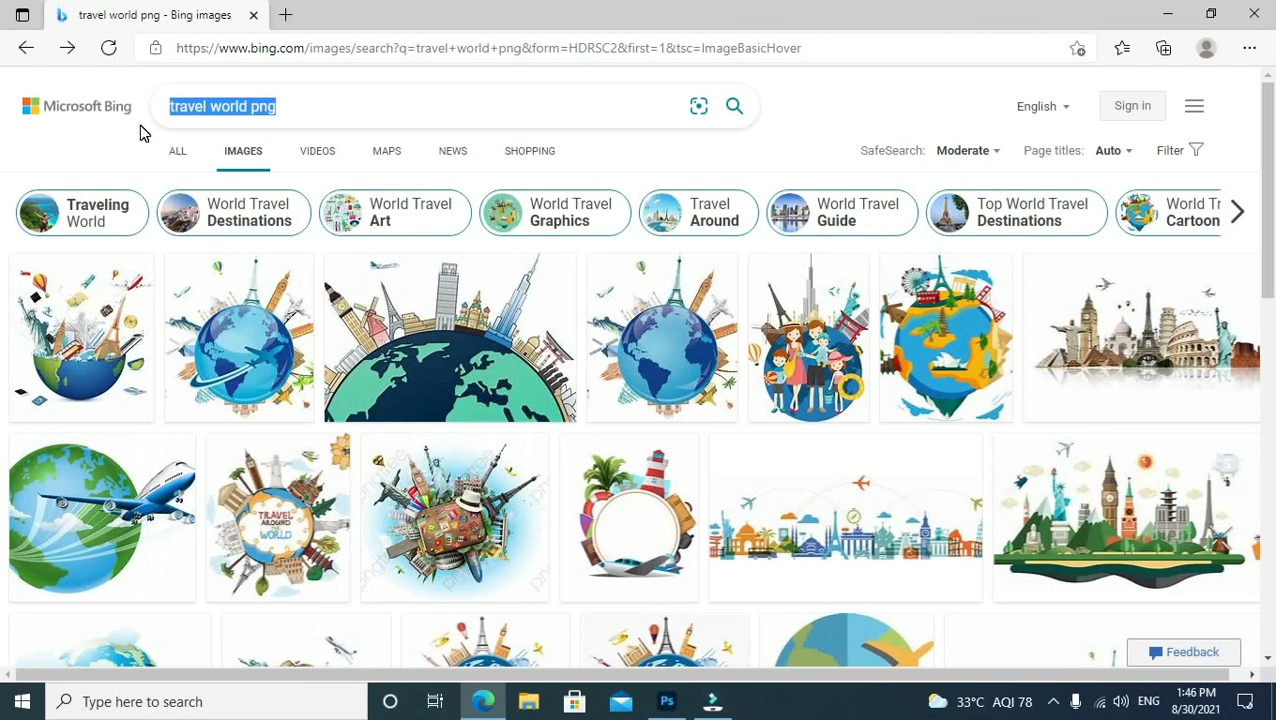 travel world png - Bing images
https://www.bing.com/images/search?q=travel+world+png&form=HDRSC2&first=1&tsc=ImageBasicHover
Microsoft Bing
travel world png
English
Sign in
ALL
IMAGES
VIDEOS
MAPS
NEWS
SHOPPING
SafeSearch: Moderate
Page titles: Auto
Filter
Traveling
World
World Travel
Destinations
World Travel
Art
World Travel
Graphics
Travel
Around
World Travel
Guide
Top World Travel
Destinations
World Tr
Cartoon
TRAVEL
AROUND
THE
WORLD
Feedback
Type here to search
Ps
33°C AQI 78
ENG
1:46 PM
8/30/2021